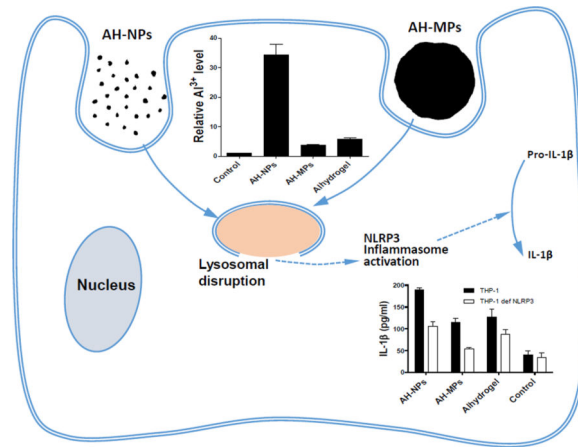 AH-NPs
AH-MPs
Relative Al³⁺ level
40
30
20
10
0
Control
AH-NPs
AH-MPs
Alhydrogel
Pro-IL-1β
Lysosomal
disruption
NLRP3
Inflammasome
activation
IL-1β
Nucleus
IL-1β (pg/ml)
200
150
100
50
0
THP-1
THP-1 def NLRP3
AH-NPs
AH-MPs
Alhydrogel
Control